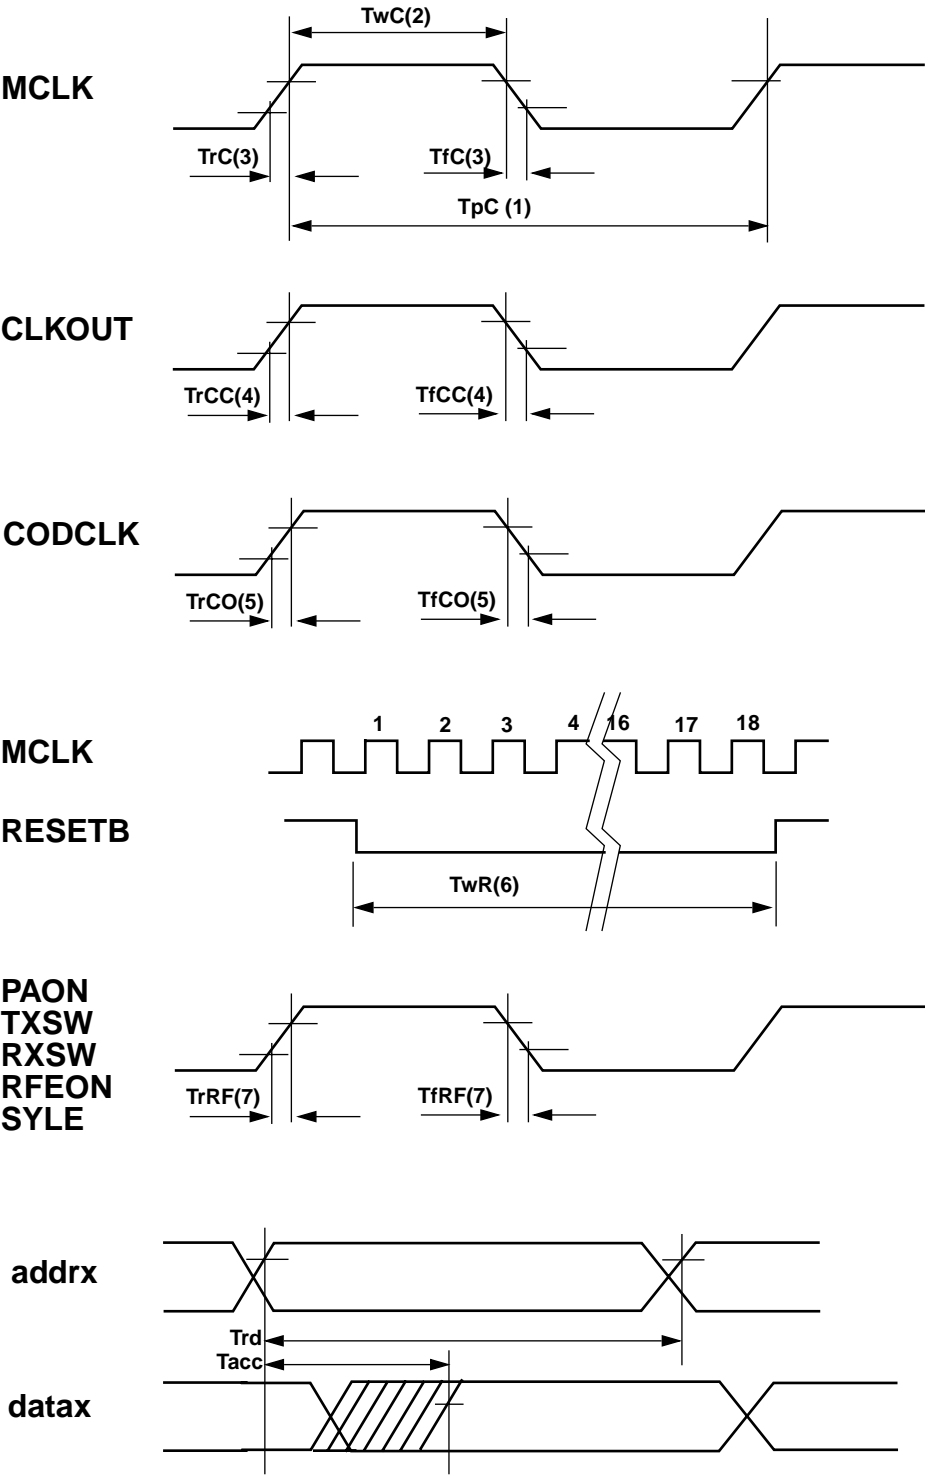 TwC(2)
MCLK
TrC(3)
TfC(3)
TpC (1)
CLKOUT
TrCC(4)
TfCC(4)
CODCLK
TrCO(5)
TfCO(5)
1 2 3 4 16 17 18
MCLK
RESETB
TwR(6)
PAON
TXSW
RXSW
RFEON
SYLE
TrRF(7)
TfRF(7)
addrx
Trd
Tacc
datax